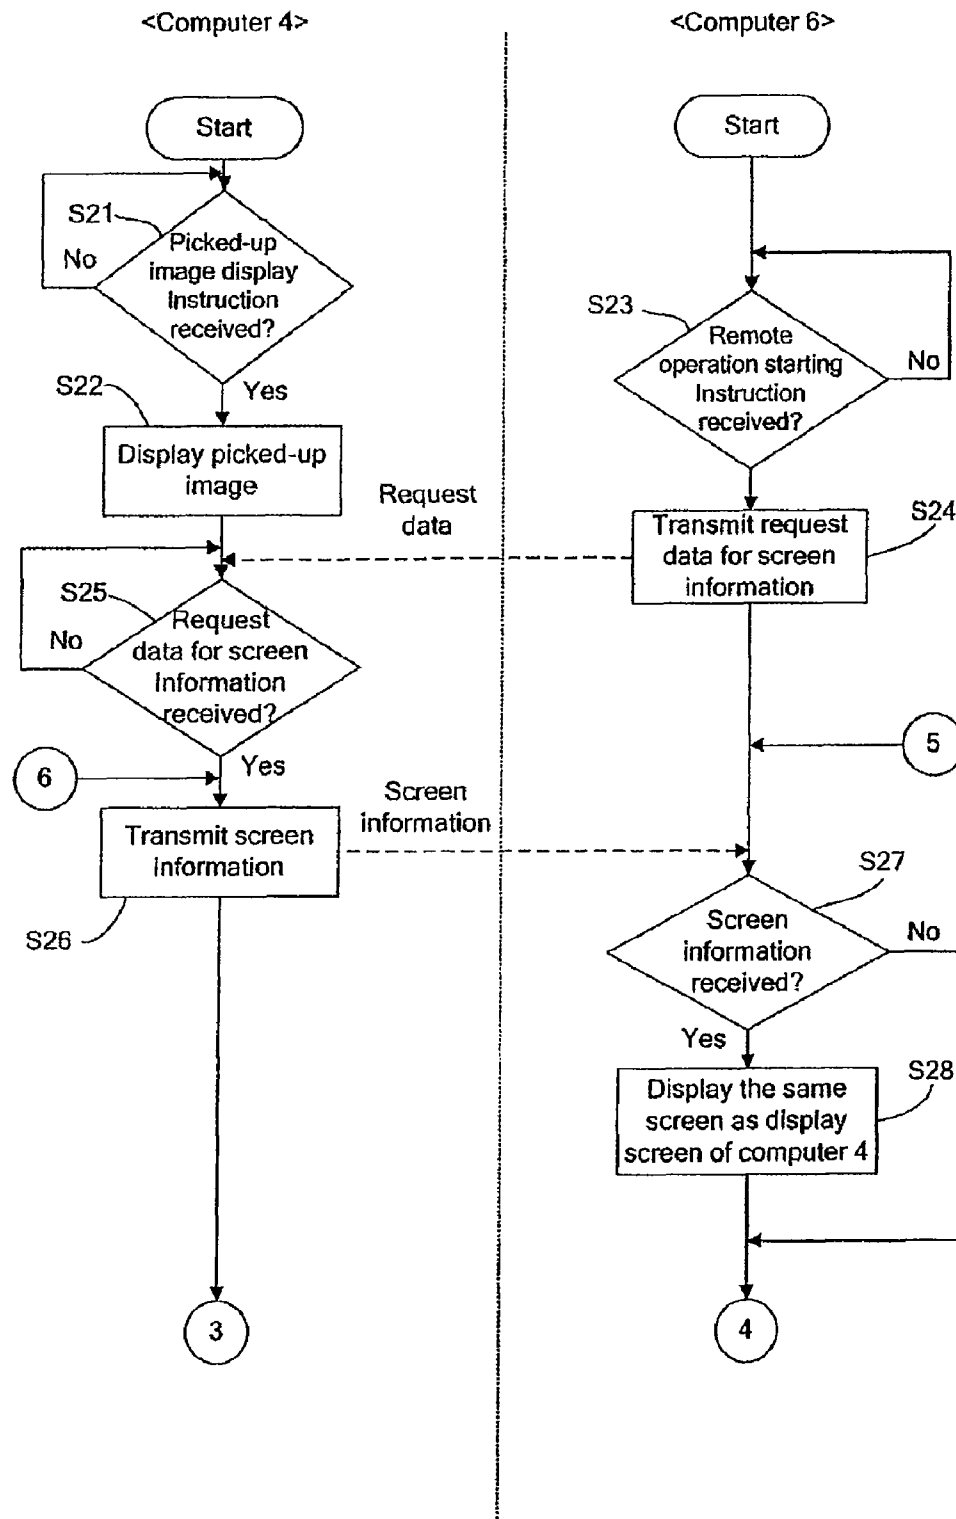 <Computer 4>
Start
S21
No
Picked-up
image display
Instruction
received?
Yes
S22
Display picked-up
image
Request
data
S25
No
Request
data for screen
Information
received?
6
Yes
Screen
information
Transmit screen
information
S26
3
<Computer 6>
Start
S23
Remote
operation starting
Instruction
received?
No
S24
Transmit request
data for screen
information
5
S27
Screen
information
received?
No
Yes
S28
Display the same
screen as display
screen of computer 4
4